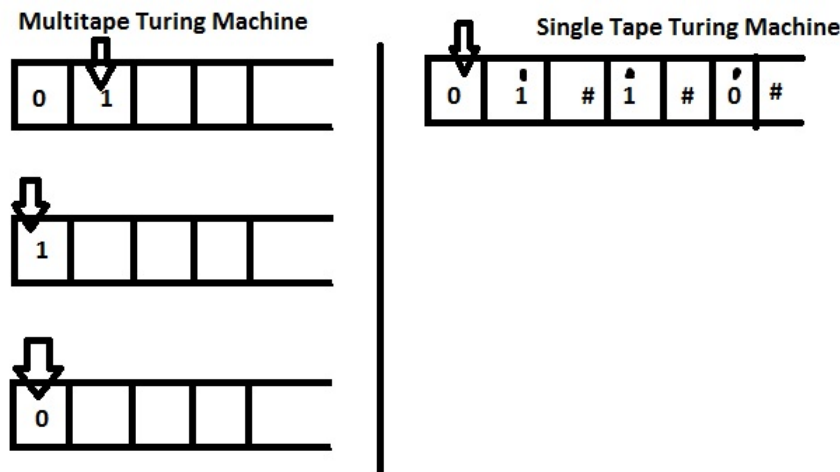 Multitape Turing Machine
0 1
1
0
Single Tape Turing Machine
0 1 # 1 # 0 #